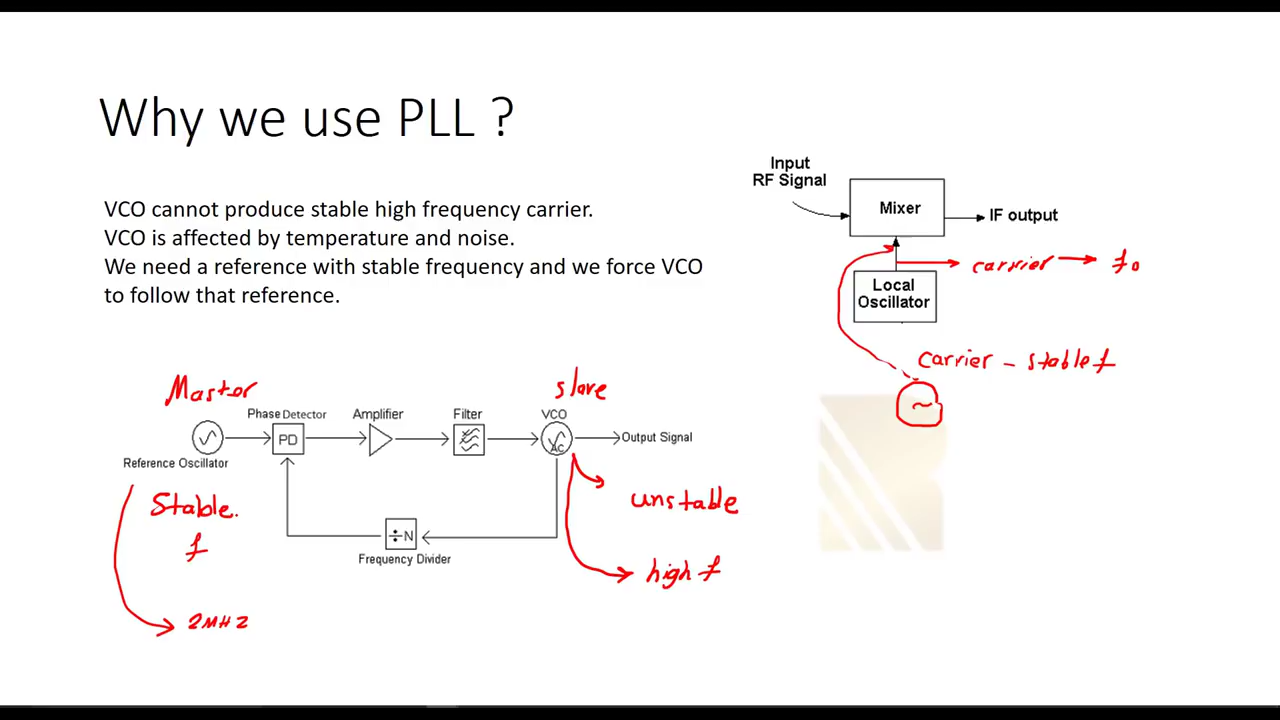 Why we use PLL ?
VCO cannot produce stable high frequency carrier.
VCO is affected by temperature and noise.
We need a reference with stable frequency and we force VCO
to follow that reference.
Input
RF Signal
Mixer
IF output
carrier → f0
Local
Oscillator
Carrier - stable f
~
Master
slave
Phase Detector
Amplifier
Filter
VCO
PD
AC
Output Signal
Reference Oscillator
Stable.
f
unstable
÷N
Frequency Divider
high f
2MHZ